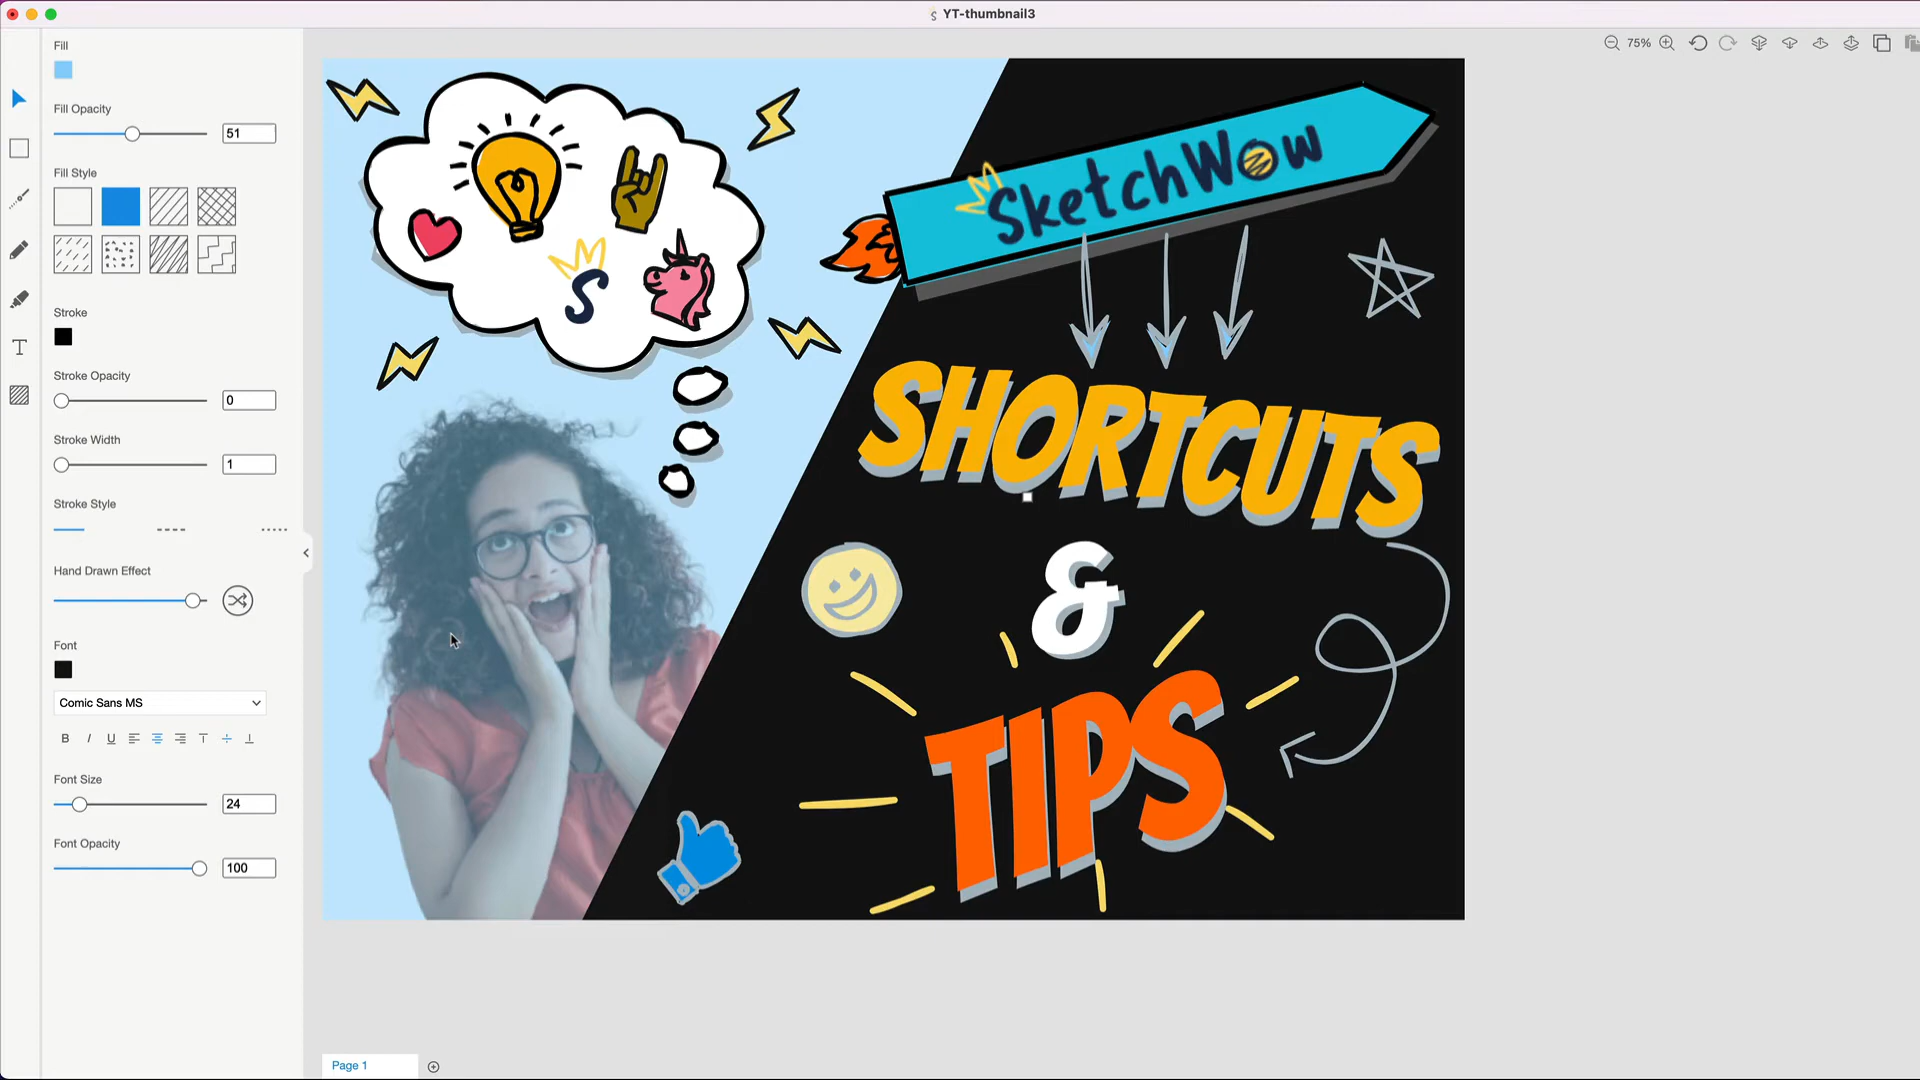 YT-thumbnail3
Fill
75%
Fill Opacity
51
Fill Style
SketchWow
S
Stroke
Stroke Opacity
0
SHORTCUTS
Stroke Width
1
Stroke Style
Hand Drawn Effect
&
Font
Comic Sans MS
B I U
TIPS
Font Size
24
Font Opacity
100
Page 1